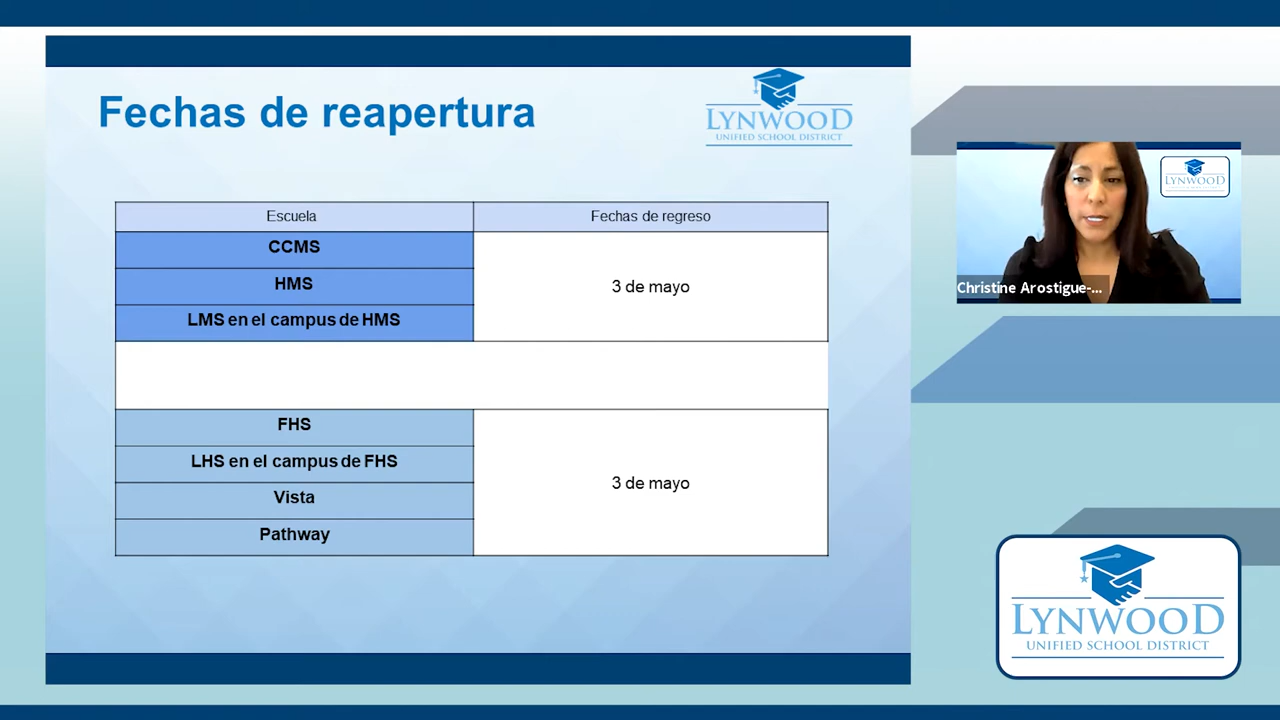 Fechas de reapertura
LYNWOOD
UNIFIED SCHOOL DISTRICT
Escuela
Fechas de regreso
CCMS
HMS
LMS en el campus de HMS
3 de mayo
FHS
LHS en el campus de FHS
Vista
Pathway
3 de mayo
LYNWOOD
Christine Arostigue-...
LYNWOOD
UNIFIED SCHOOL DISTRICT